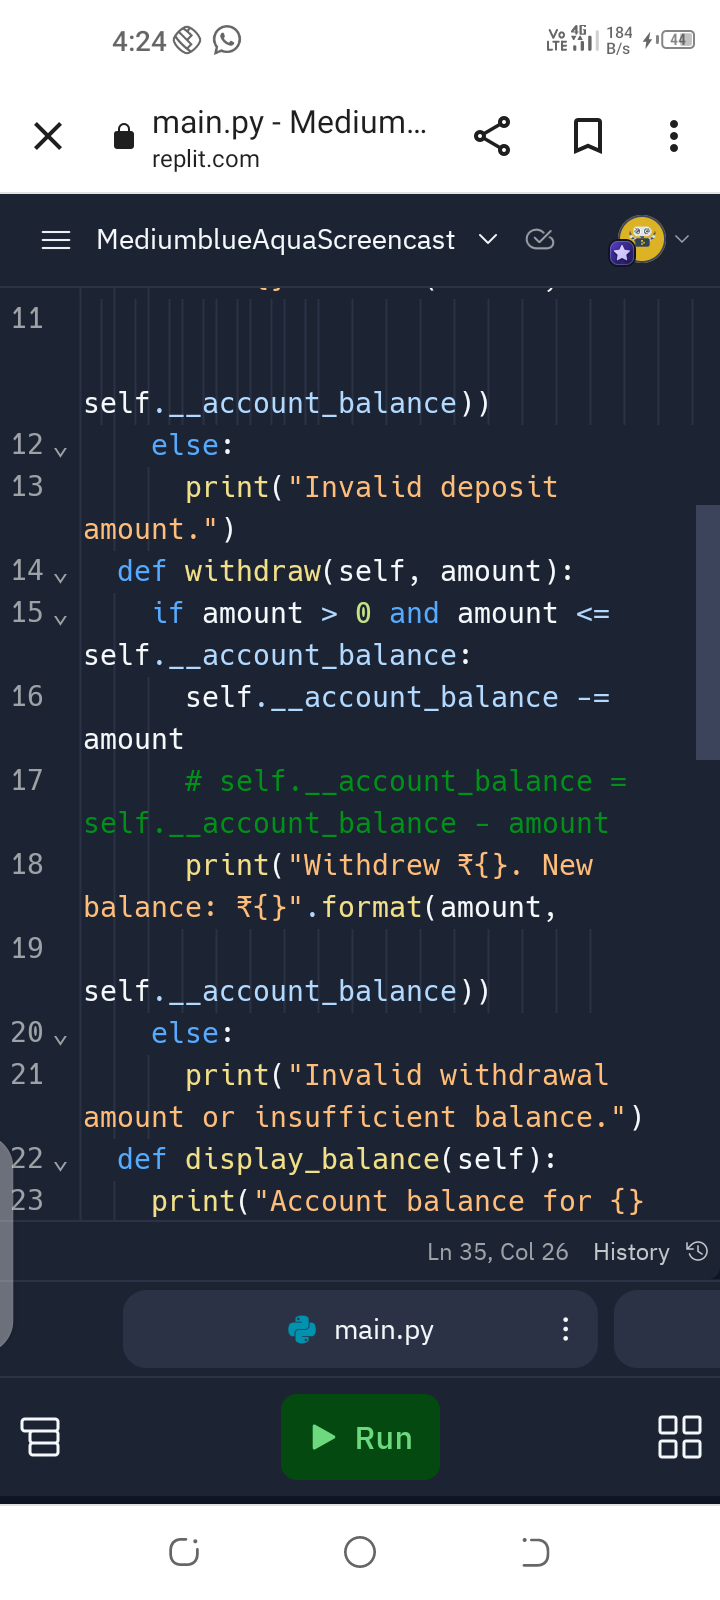 4:24
Vo LTE 4G 184 B/s 44
main.py - Medium...
replit.com
MediumblueAquaScreencast
11
self.__account_balance))
12 else:
13 print("Invalid deposit
amount.")
14 def withdraw(self, amount):
15 if amount > 0 and amount <=
self.__account_balance:
16 self.__account_balance -=
amount
17 # self.__account_balance =
self.__account_balance - amount
18 print("Withdrew ₹{}. New
balance: ₹{}".format(amount,
19
self.__account_balance))
20 else:
21 print("Invalid withdrawal
amount or insufficient balance.")
22 def display_balance(self):
23 print("Account balance for {}
Ln 35, Col 26 History
main.py
Run